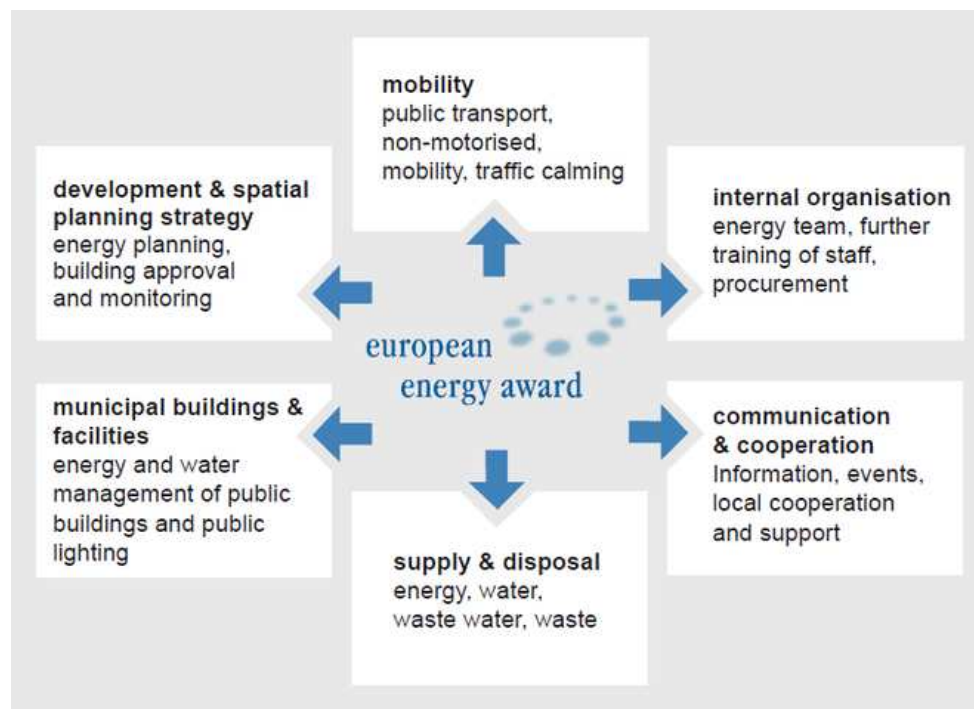 mobility
public transport,
non-motorised,
mobility, traffic calming
development & spatial
planning strategy
energy planning,
building approval
and monitoring
internal organisation
energy team, further
training of staff,
procurement
european
energy award
municipal buildings &
facilities
energy and water
management of public
buildings and public
lighting
communication
& cooperation
Information, events,
local cooperation
and support
supply & disposal
energy, water,
waste water, waste